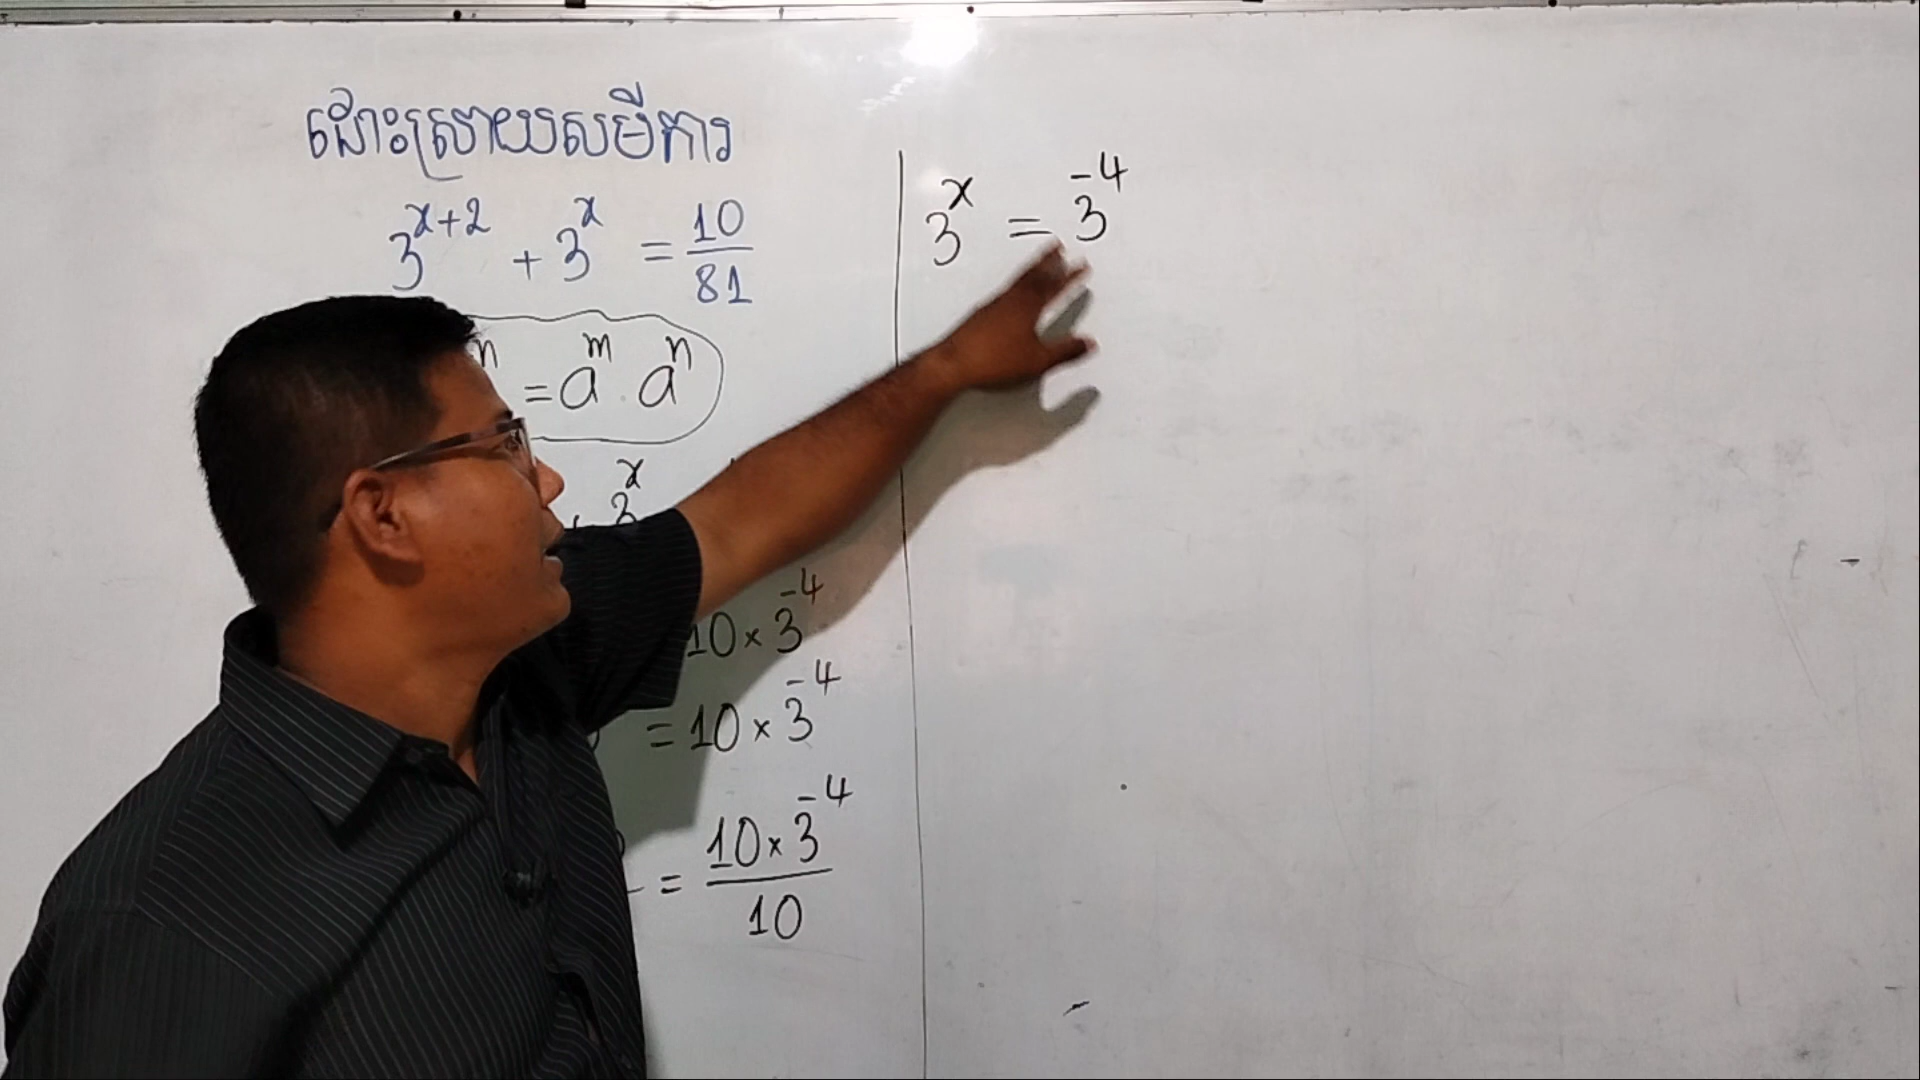 ដោះស្រាយសមីការ
3^{x+2} + 3^x = 10/81
n = a^m . a^n
3^x
10 × 3^{-4}
= 10 × 3^{-4}
= (10 × 3^{-4})/10
3^x = 3^{-4}